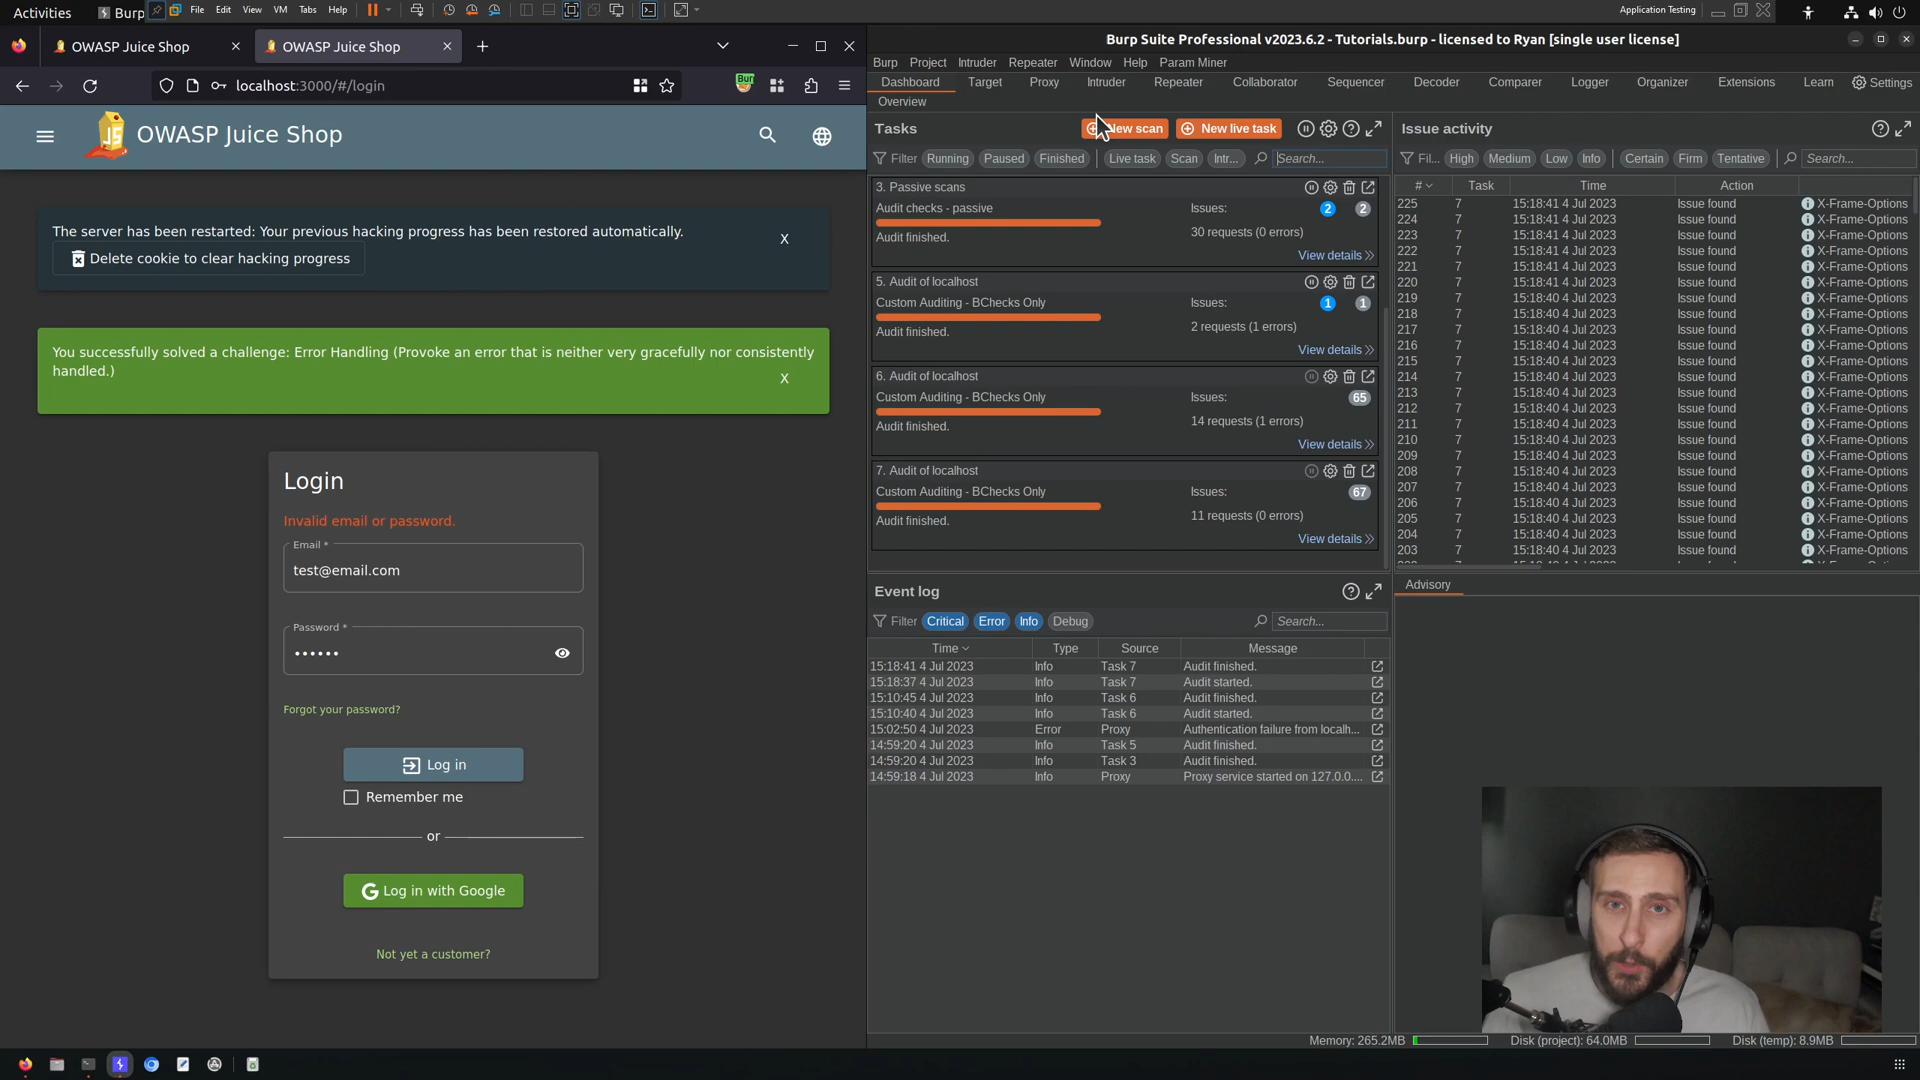 Activities
Burp
File Edit View VM Tabs Help
Application Testing
OWASP Juice Shop
OWASP Juice Shop
localhost:3000/#/login
OWASP Juice Shop
The server has been restarted: Your previous hacking progress has been restored automatically.
X
Delete cookie to clear hacking progress
You successfully solved a challenge: Error Handling (Provoke an error that is neither very gracefully nor consistently
handled.)
X
Login
Invalid email or password.
Email *
test@email.com
Password *
••••••
Forgot your password?
Log in
Remember me
or
G Log in with Google
Not yet a customer?
Burp Suite Professional v2023.6.2 - Tutorials.burp - licensed to Ryan [single user license]
Burp Project Intruder Repeater Window Help Param Miner
Dashboard Target Proxy Intruder Repeater Collaborator Sequencer Decoder Comparer Logger Organizer Extensions Learn Settings
Overview
Tasks
New scan
New live task
Filter Running Paused Finished Live task Scan Intr... Search...
3. Passive scans
Audit checks - passive Issues: 2 2
30 requests (0 errors)
Audit finished.
View details
5. Audit of localhost
Custom Auditing - BChecks Only Issues: 1 1
2 requests (1 errors)
Audit finished.
View details
6. Audit of localhost
Custom Auditing - BChecks Only Issues: 65
14 requests (1 errors)
Audit finished.
View details
7. Audit of localhost
Custom Auditing - BChecks Only Issues: 67
11 requests (0 errors)
Audit finished.
View details
Event log
Filter Critical Error Info Debug Search...
Time Type Source Message
15:18:41 4 Jul 2023 Info Task 7 Audit finished.
15:18:37 4 Jul 2023 Info Task 7 Audit started.
15:10:45 4 Jul 2023 Info Task 6 Audit finished.
15:10:40 4 Jul 2023 Info Task 6 Audit started.
15:02:50 4 Jul 2023 Error Proxy Authentication failure from localh...
14:59:20 4 Jul 2023 Info Task 5 Audit finished.
14:59:20 4 Jul 2023 Info Task 3 Audit finished.
14:59:18 4 Jul 2023 Info Proxy Proxy service started on 127.0.0....
Issue activity
Fil... High Medium Low Info Certain Firm Tentative Search...
# Task Time Action
225 7 15:18:41 4 Jul 2023 Issue found X-Frame-Options
224 7 15:18:41 4 Jul 2023 Issue found X-Frame-Options
223 7 15:18:41 4 Jul 2023 Issue found X-Frame-Options
222 7 15:18:41 4 Jul 2023 Issue found X-Frame-Options
221 7 15:18:41 4 Jul 2023 Issue found X-Frame-Options
220 7 15:18:41 4 Jul 2023 Issue found X-Frame-Options
219 7 15:18:40 4 Jul 2023 Issue found X-Frame-Options
218 7 15:18:40 4 Jul 2023 Issue found X-Frame-Options
217 7 15:18:40 4 Jul 2023 Issue found X-Frame-Options
216 7 15:18:40 4 Jul 2023 Issue found X-Frame-Options
215 7 15:18:40 4 Jul 2023 Issue found X-Frame-Options
214 7 15:18:40 4 Jul 2023 Issue found X-Frame-Options
213 7 15:18:40 4 Jul 2023 Issue found X-Frame-Options
212 7 15:18:40 4 Jul 2023 Issue found X-Frame-Options
211 7 15:18:40 4 Jul 2023 Issue found X-Frame-Options
210 7 15:18:40 4 Jul 2023 Issue found X-Frame-Options
209 7 15:18:40 4 Jul 2023 Issue found X-Frame-Options
208 7 15:18:40 4 Jul 2023 Issue found X-Frame-Options
207 7 15:18:40 4 Jul 2023 Issue found X-Frame-Options
206 7 15:18:40 4 Jul 2023 Issue found X-Frame-Options
205 7 15:18:40 4 Jul 2023 Issue found X-Frame-Options
204 7 15:18:40 4 Jul 2023 Issue found X-Frame-Options
203 7 15:18:40 4 Jul 2023 Issue found X-Frame-Options
Advisory
Memory: 265.2MB Disk (project): 64.0MB Disk (temp): 8.9MB